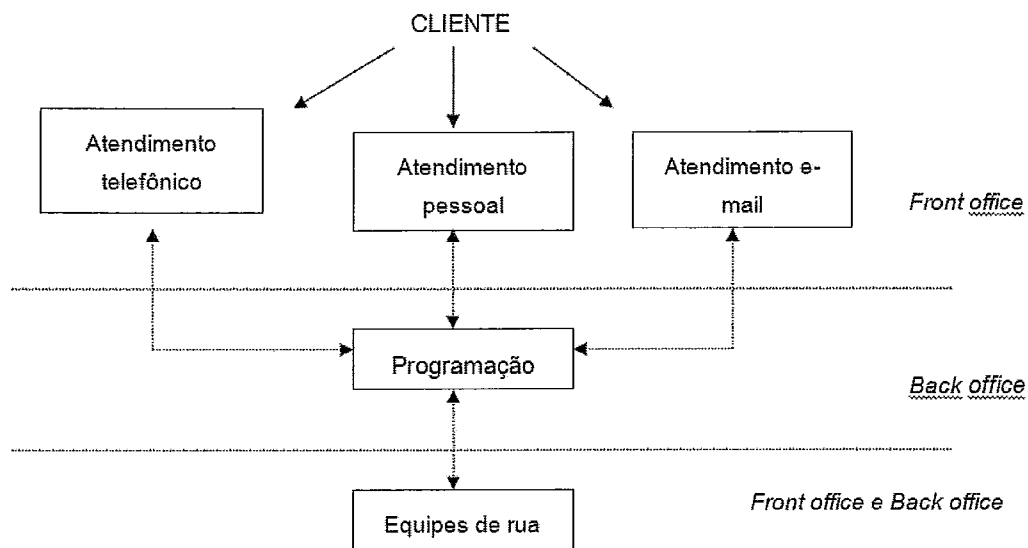 CLIENTE
Atendimento
telefônico
Atendimento
pessoal
Atendimento e-
mail
Front office
Programação
Back office
Front office e Back office
Equipes de rua